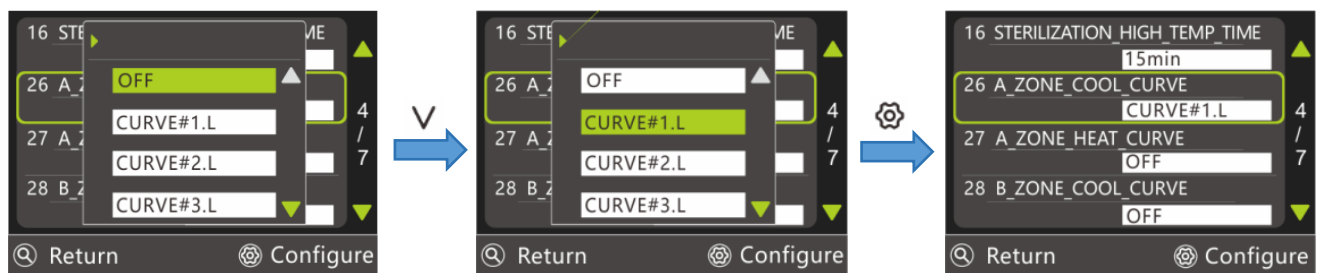 16 STE ME
OFF
26 A_Z
CURVE#1.L
4
/
7
27 A_Z
CURVE#2.L
28 B_Z
CURVE#3.L
Return Configure
16 STE ME
OFF
26 A_Z
CURVE#1.L
4
/
7
27 A_Z
CURVE#2.L
28 B_Z
CURVE#3.L
Return Configure
16 STERILIZATION_HIGH_TEMP_TIME
15min
26 A_ZONE_COOL_CURVE
CURVE#1.L
4
/
7
27 A_ZONE_HEAT_CURVE
OFF
28 B_ZONE_COOL_CURVE
OFF
Return Configure